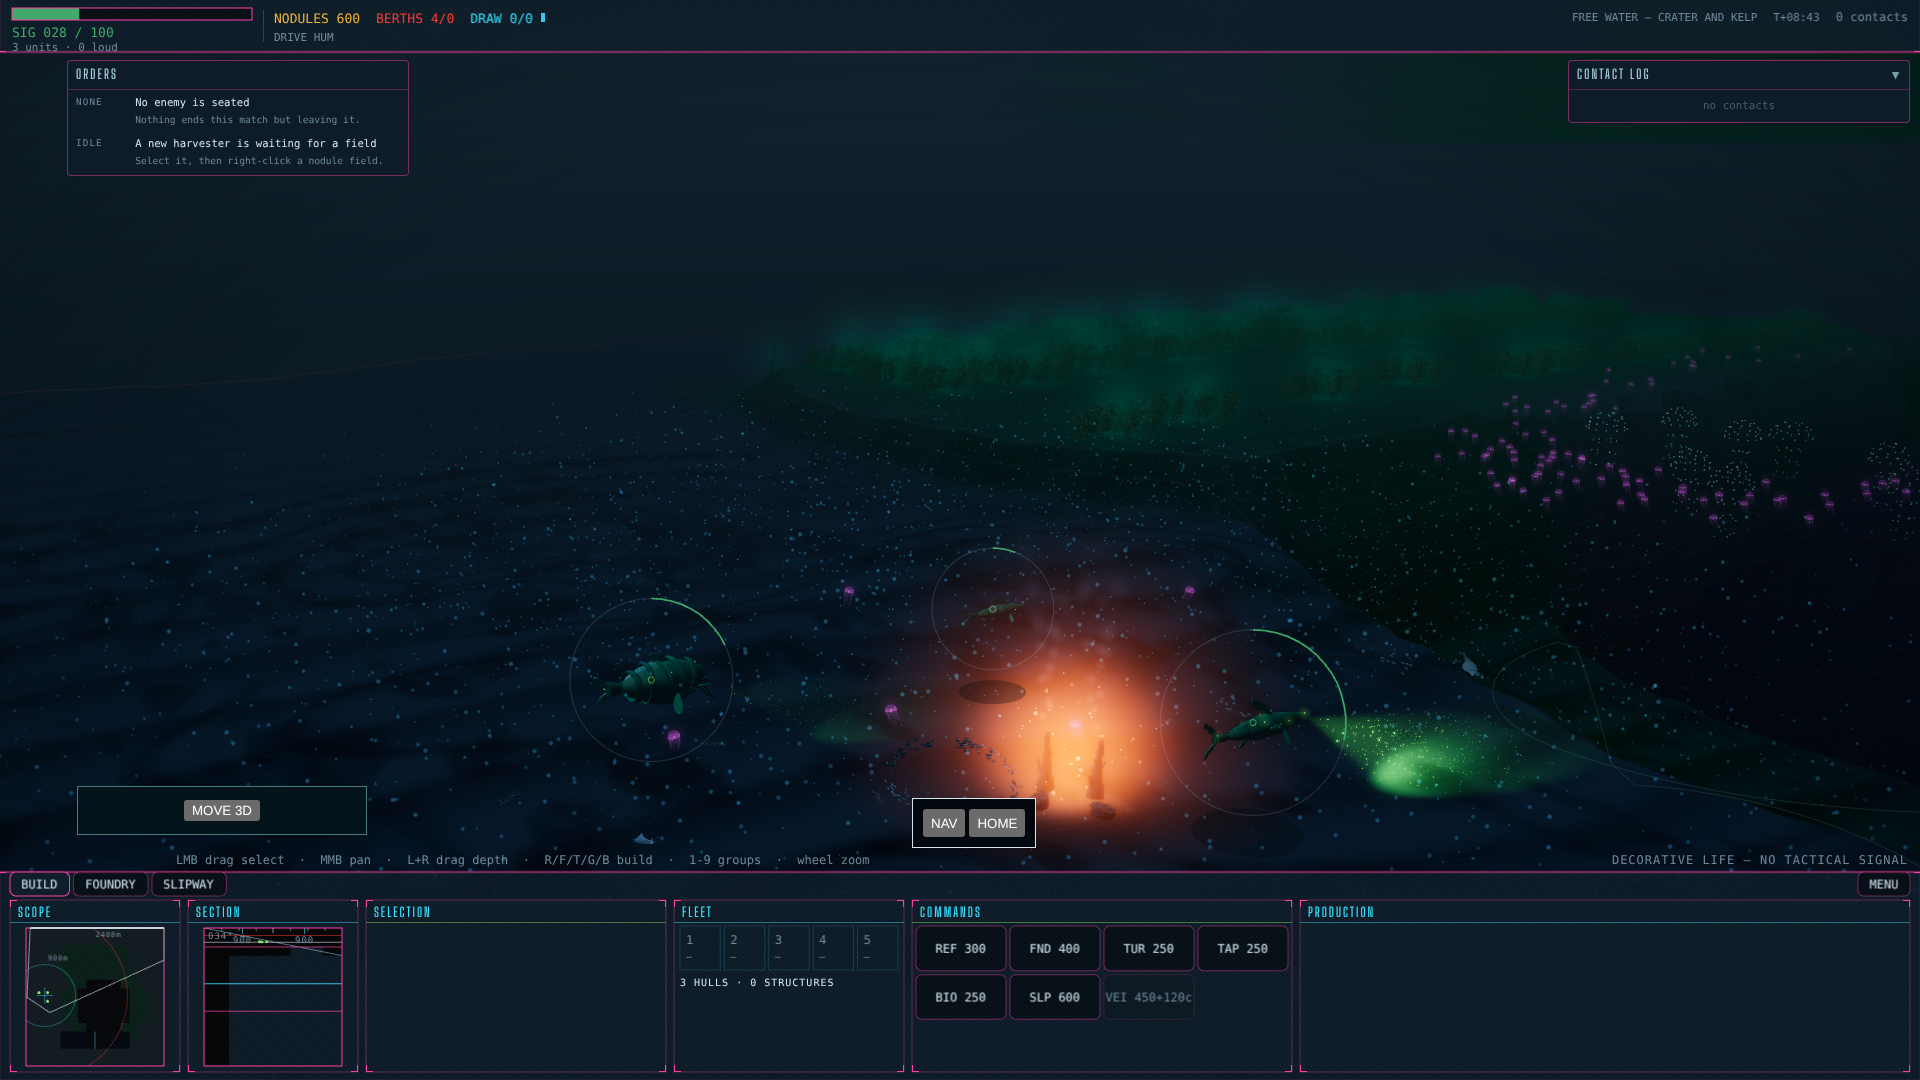 SIG 028 / 100
3 units · 0 loud
NODULES 600 BERTHS 4/0 DRAW 0/0
DRIVE HUM
FREE WATER — CRATER AND KELP T+08:43 0 contacts
ORDERS
NONE No enemy is seated
Nothing ends this match but leaving it.
IDLE A new harvester is waiting for a field
Select it, then right-click a nodule field.
CONTACT LOG ▼
no contacts
MOVE 3D
NAV HOME
LMB drag select · MMB pan · L+R drag depth · R/F/T/G/B build · 1-9 groups · wheel zoom
DECORATIVE LIFE — NO TACTICAL SIGNAL
BUILD FOUNDRY SLIPWAY MENU
SCOPE
2400m
900m
SECTION
034° 900 900
SELECTION
FLEET
1 2 3 4 5
— — — — —
3 HULLS · 0 STRUCTURES
COMMANDS
REF 300 FND 400 TUR 250 TAP 250
BIO 250 SLP 600 VEI 450+120c
PRODUCTION